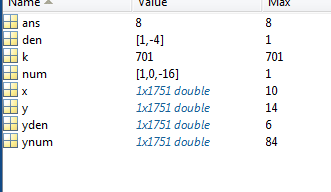 Name Value Max
ans 8 8
den [1,-4] 1
k 701 701
num [1,0,-16] 1
x 1x1751 double 10
y 1x1751 double 14
yden 1x1751 double 6
ynum 1x1751 double 84